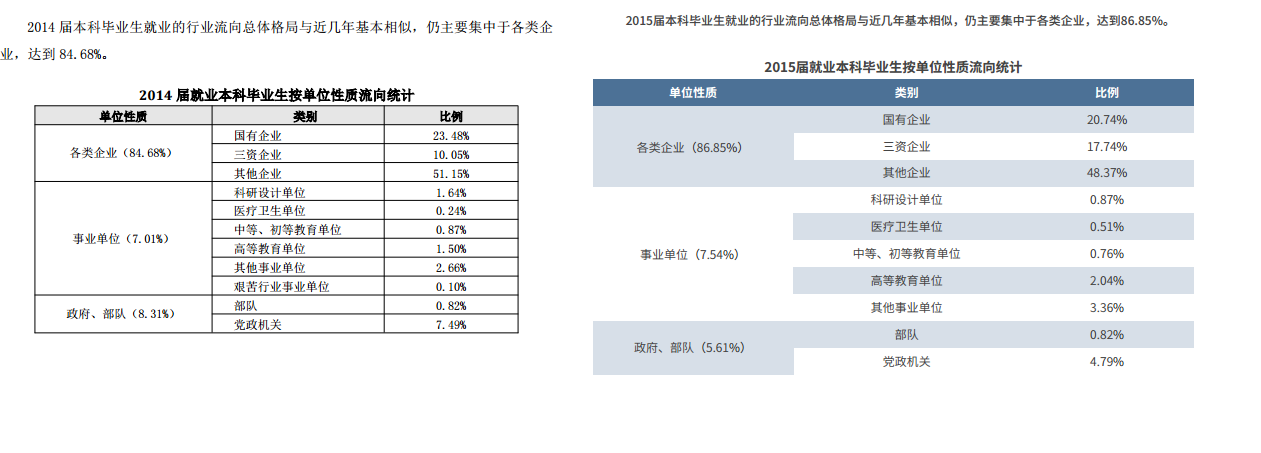 2014 届本科毕业生就业的行业流向总体格局与近几年基本相似，仍主要集中于各类企
业，达到 84.68%。
2014 届就业本科毕业生按单位性质流向统计
单位性质 类别 比例
各类企业（84.68%） 国有企业 23.48%
三资企业 10.05%
其他企业 51.15%
事业单位（7.01%） 科研设计单位 1.64%
医疗卫生单位 0.24%
中等、初等教育单位 0.87%
高等教育单位 1.50%
其他事业单位 2.66%
艰苦行业事业单位 0.10%
政府、部队（8.31%） 部队 0.82%
党政机关 7.49%
2015届本科毕业生就业的行业流向总体格局与近几年基本相似，仍主要集中于各类企业，达到86.85%。
2015届就业本科毕业生按单位性质流向统计
单位性质 类别 比例
各类企业（86.85%） 国有企业 20.74%
三资企业 17.74%
其他企业 48.37%
事业单位（7.54%） 科研设计单位 0.87%
医疗卫生单位 0.51%
中等、初等教育单位 0.76%
高等教育单位 2.04%
其他事业单位 3.36%
政府、部队（5.61%） 部队 0.82%
党政机关 4.79%